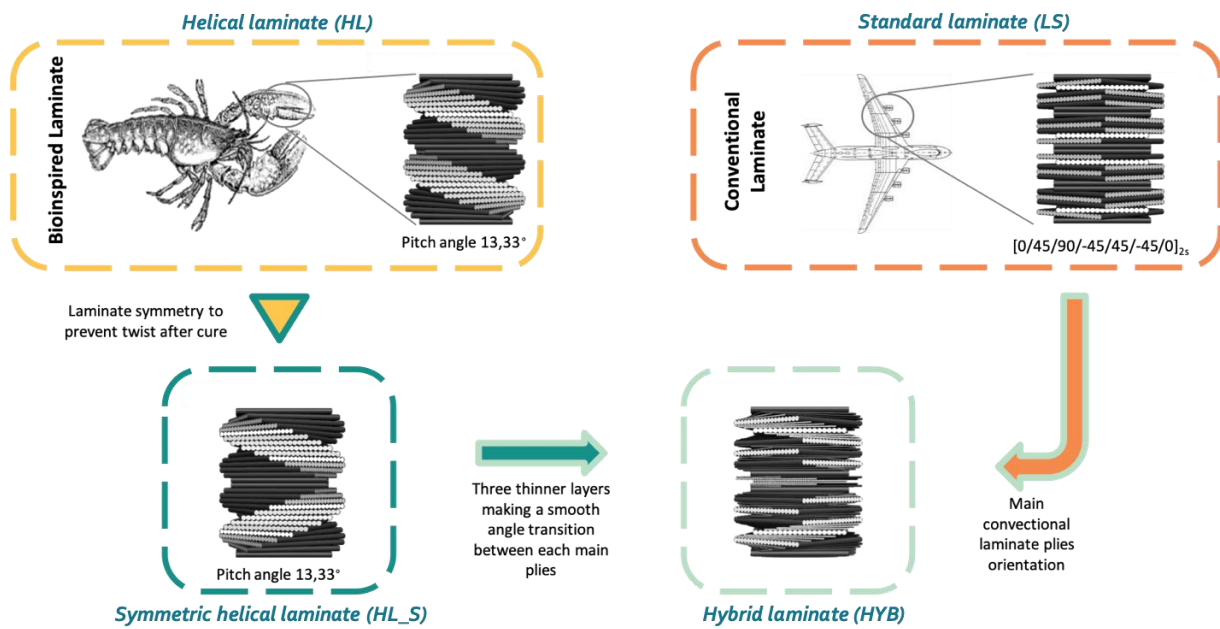 Helical laminate (HL)
Standard laminate (LS)
Bioinspired Laminate
Pitch angle 13,33°
Conventional
Laminate
[0/45/90/-45/45/-45/0]2s
Laminate symmetry to
prevent twist after cure
Pitch angle 13,33°
Symmetric helical laminate (HL_S)
Three thinner layers
making a smooth
angle transition
between each main
plies
Main
convectional
laminate plies
orientation
Hybrid laminate (HYB)